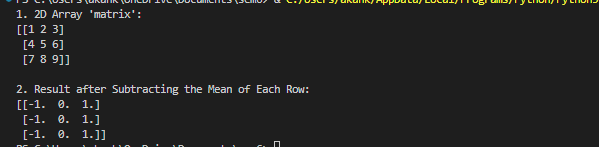 1. 2D Array 'matrix':
[[1 2 3]
 [4 5 6]
 [7 8 9]]
2. Result after Subtracting the Mean of Each Row:
[[-1.  0.  1.]
 [-1.  0.  1.]
 [-1.  0.  1.]]